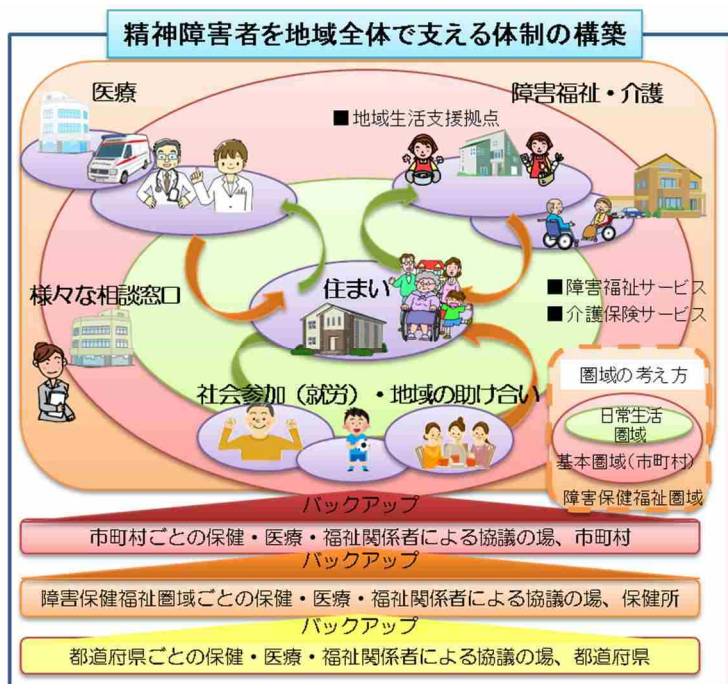 精神障害者を地域全体で支える体制の構築
医療
障害福祉・介護
■ 地域生活支援拠点
様々な相談窓口
住まい
■ 障害福祉サービス
■ 介護保険サービス
社会参加（就労）・地域の助け合い
圏域の考え方
日常生活
圏域
基本圏域（市町村）
障害保健福祉圏域
バックアップ
市町村ごとの保健・医療・福祉関係者による協議の場、市町村
バックアップ
障害保健福祉圏域ごとの保健・医療・福祉関係者による協議の場、保健所
バックアップ
都道府県ごとの保健・医療・福祉関係者による協議の場、都道府県